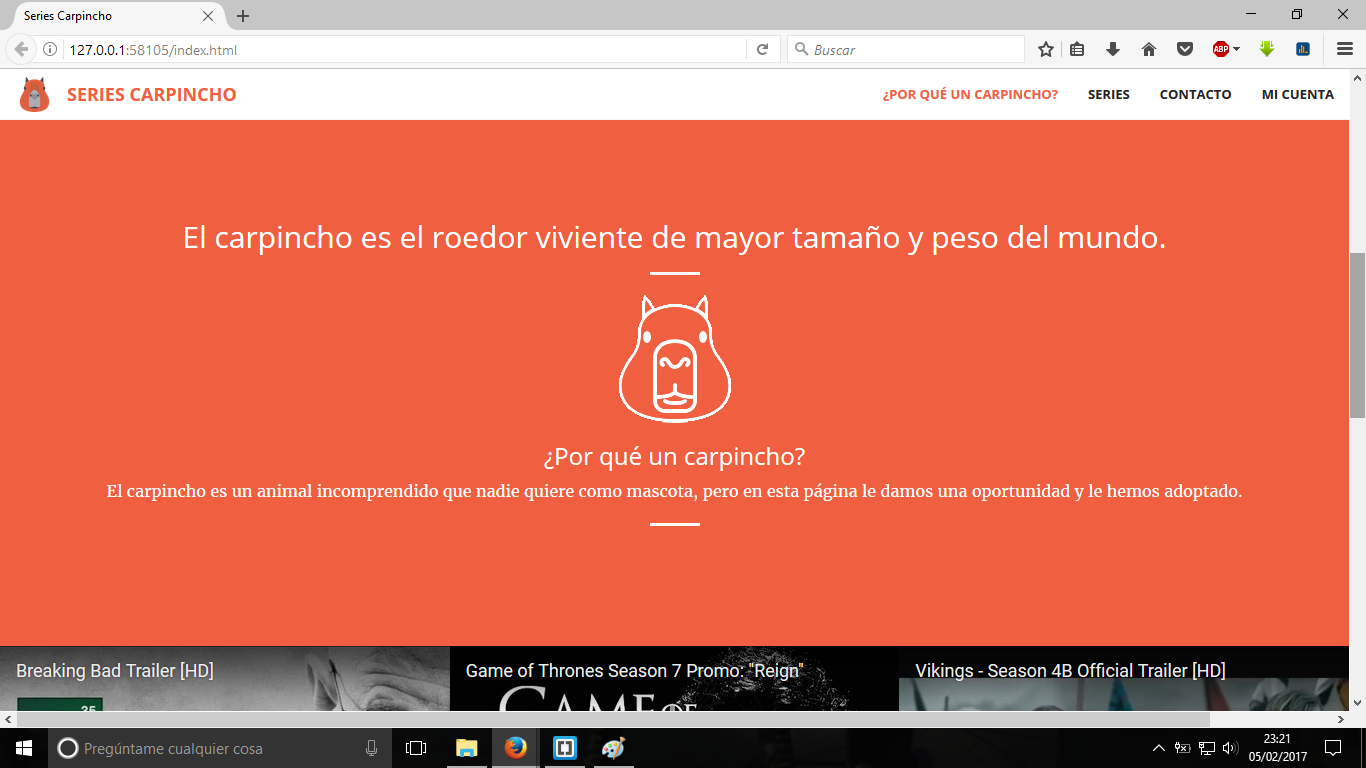 Series Carpincho
127.0.0.1:58105/index.html
Buscar
ABP
SERIES CARPINCHO
¿POR QUÉ UN CARPINCHO?
SERIES
CONTACTO
MI CUENTA
El carpincho es el roedor viviente de mayor tamaño y peso del mundo.
¿Por qué un carpincho?
El carpincho es un animal incomprendido que nadie quiere como mascota, pero en esta página le damos una oportunidad y le hemos adoptado.
Breaking Bad Trailer [HD]
Game of Thrones Season 7 Promo: "Reign"
Vikings - Season 4B Official Trailer [HD]
35
GAME OF
Pregúntame cualquier cosa
23:21
05/02/2017